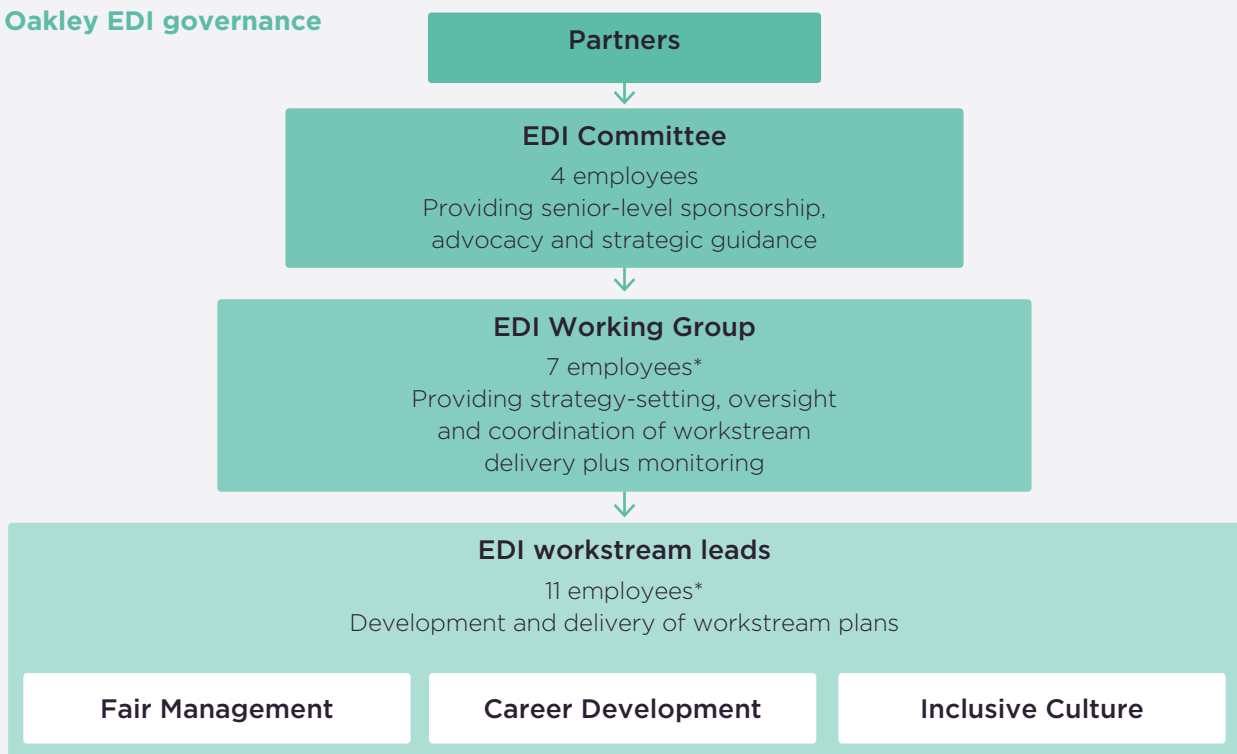 Oakley EDI governance
Partners
EDI Committee
4 employees
Providing senior-level sponsorship,
advocacy and strategic guidance
EDI Working Group
7 employees*
Providing strategy-setting, oversight
and coordination of workstream
delivery plus monitoring
EDI workstream leads
11 employees*
Development and delivery of workstream plans
Fair Management
Career Development
Inclusive Culture